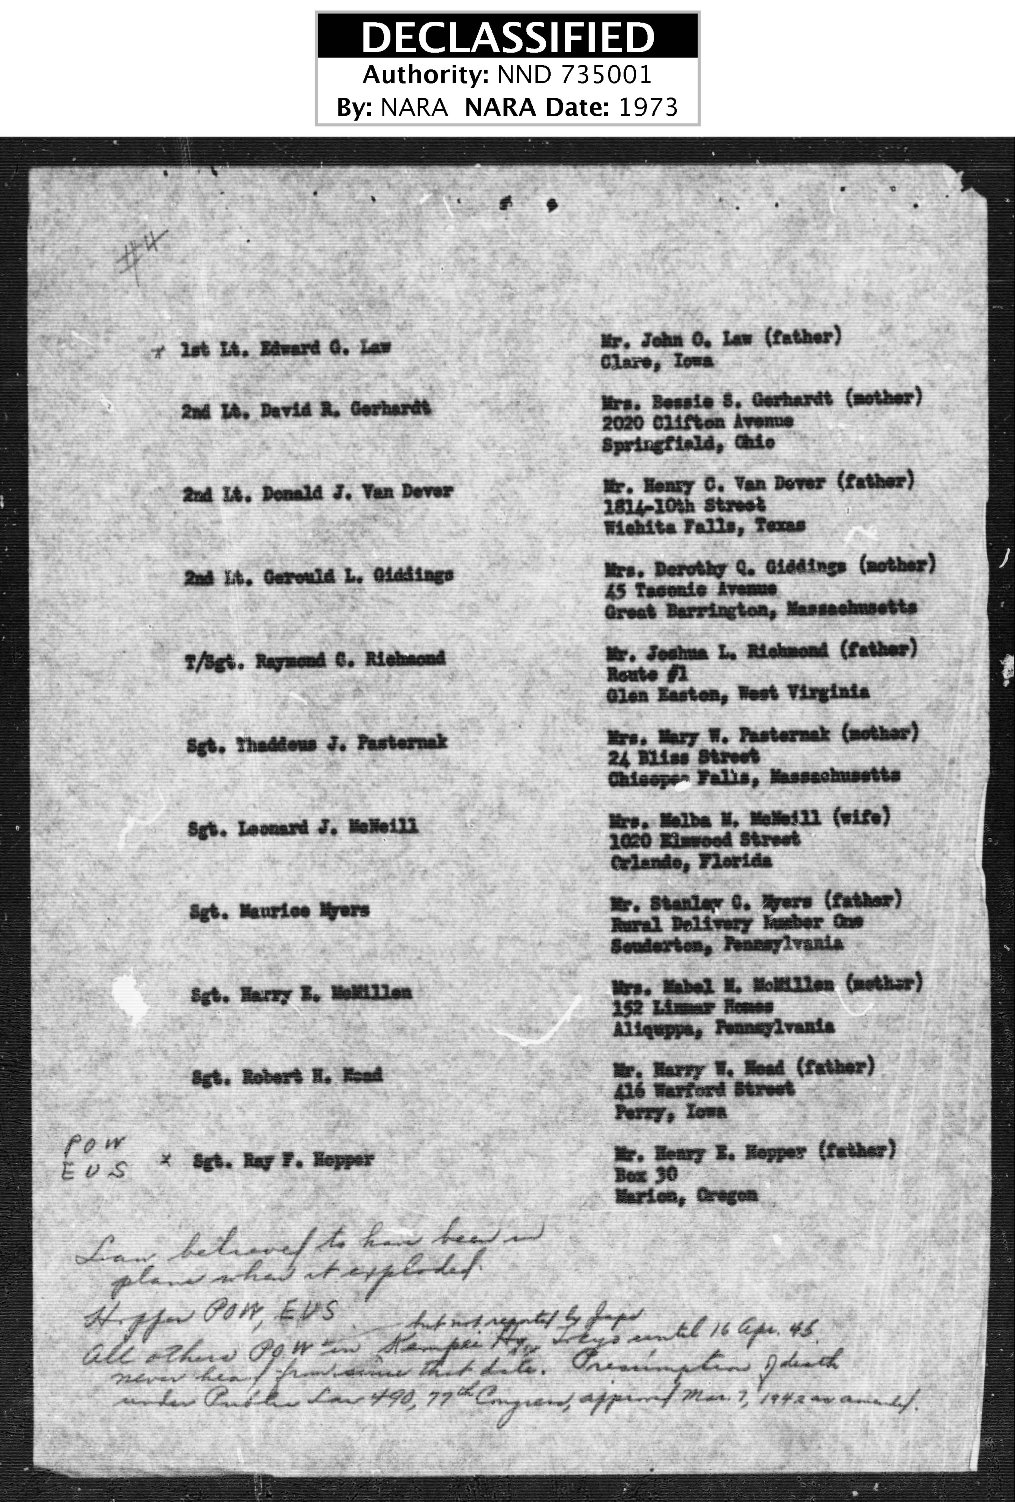 DECLASSIFIED
Authority: NND 735001
By: NARA NARA Date: 1973
#4
x 1st Lt. Edward G. Law
Mr. John O. Law (father)
Clare, Iowa
2nd Lt. David R. Gerhardt
Mrs. Bessie S. Gerhardt (mother)
2020 Clifton Avenue
Springfield, Ohio
2nd Lt. Donald J. Van Dever
Mr. Henry C. Van Dever (father)
1814-10th Street
Wichita Falls, Texas
2nd Lt. Gerould L. Giddings
Mrs. Dorothy Q. Giddings (mother)
45 Taconic Avenue
Great Barrington, Massachusetts
T/Sgt. Raymond C. Richmond
Mr. Joshua L. Richmond (father)
Route #1
Glen Easton, West Virginia
Sgt. Thaddeus J. Pasternak
Mrs. Mary W. Pasternak (mother)
24 Bliss Street
Chicopee Falls, Massachusetts
Sgt. Leonard J. McNeill
Mrs. Melba M. McNeill (wife)
1020 Elmwood Street
Orlando, Florida
Sgt. Maurice Myers
Mr. Stanley C. Myers (father)
Rural Delivery Number One
Souderton, Pennsylvania
Sgt. Harry E. McMillen
Mrs. Mabel M. McMillen (mother)
152 Linmar Homes
Aliquppa, Pennsylvania
Sgt. Robert H. Head
Mr. Harry W. Head (father)
416 Warford Street
Perry, Iowa
POW
EUS
x Sgt. Ray F. Hopper
Mr. Henry E. Hopper (father)
Box 30
Marion, Oregon
Law believed to have been in
plane when it exploded.
Hopper POW, EUS
but not reported by Japs
All others POW in Kempei Hq, Tokyo until 16 Apr. 45.
never heard from since that date. Presumption of death
under Public Law 490, 77th Congress, approved Mar. 7, 1942 as amended.